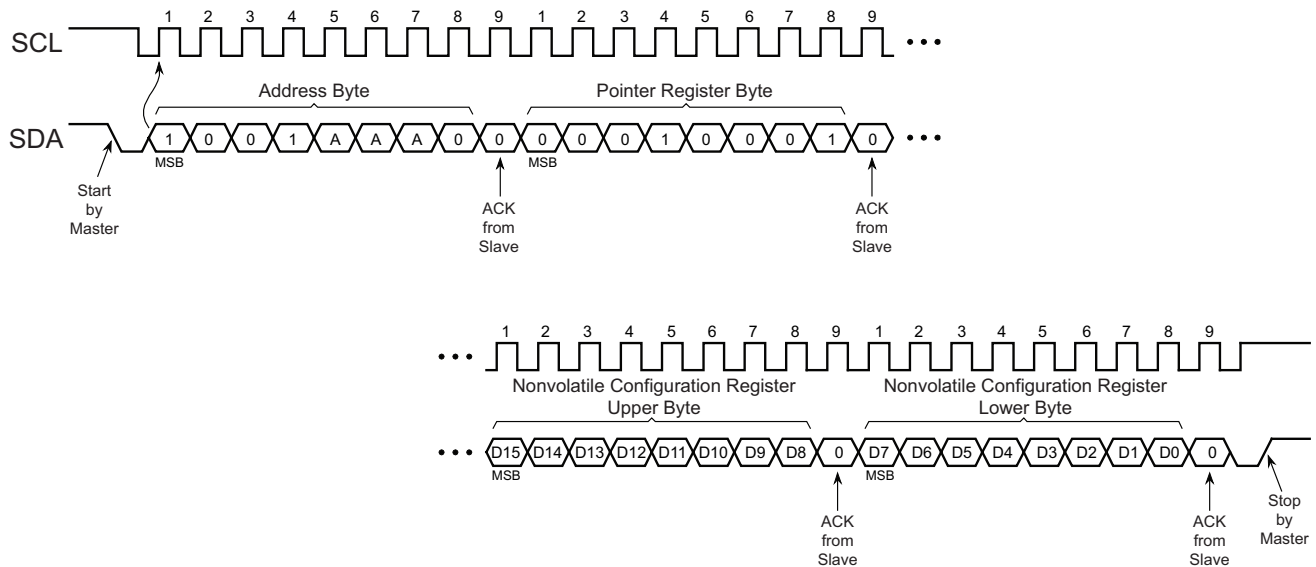 1 2 3 4 5 6 7 8 9 1 2 3 4 5 6 7 8 9
SCL
Address Byte Pointer Register Byte
SDA 1 0 0 1 A A A 0 0 0 0 0 1 0 0 0 1 0
MSB MSB
Start
by
Master
ACK
from
Slave
ACK
from
Slave
1 2 3 4 5 6 7 8 9 1 2 3 4 5 6 7 8 9
Nonvolatile Configuration Register
Upper Byte
Nonvolatile Configuration Register
Lower Byte
D15 D14 D13 D12 D11 D10 D9 D8 0 D7 D6 D5 D4 D3 D2 D1 D0 0
MSB MSB
ACK
from
Slave
ACK
from
Slave
Stop
by
Master